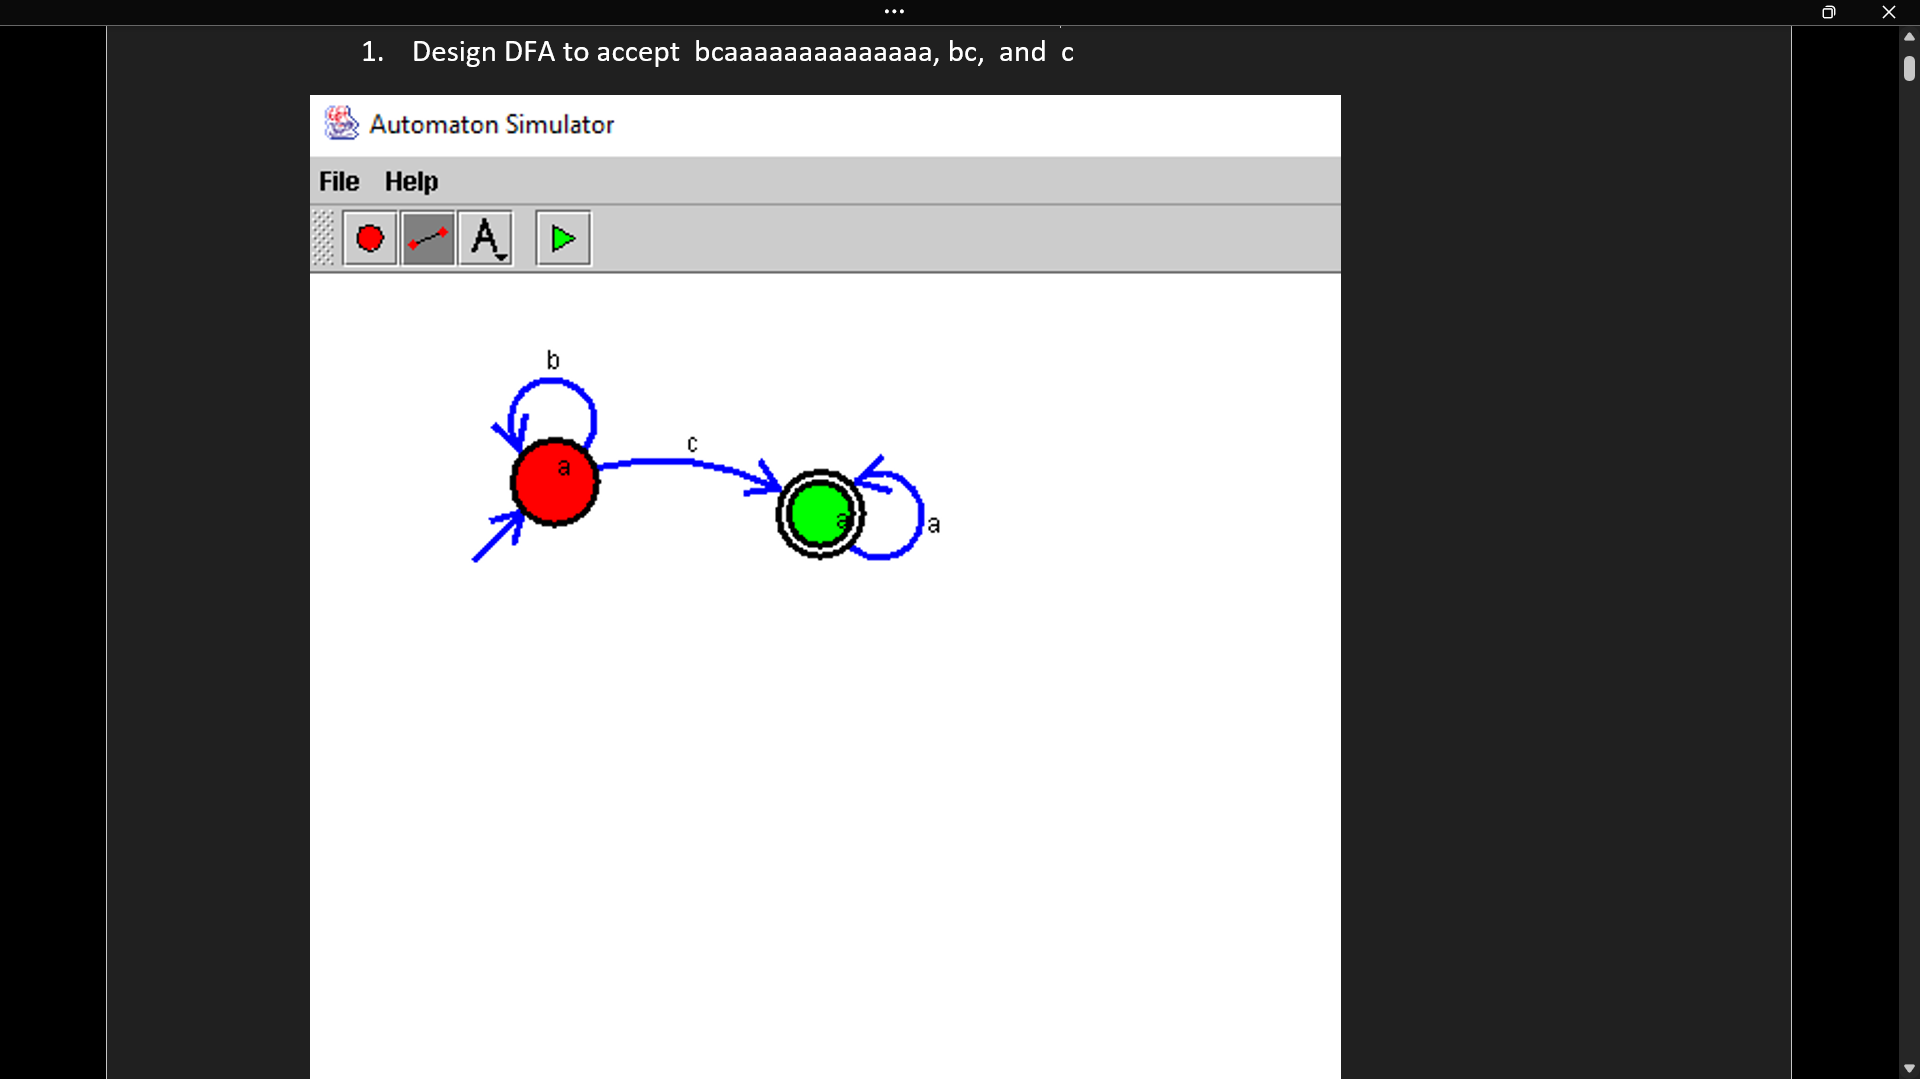 1. Design DFA to accept bcaaaaaaaaaaaaaa, bc, and c
Automaton Simulator
File Help
A
b
c
a
a
a